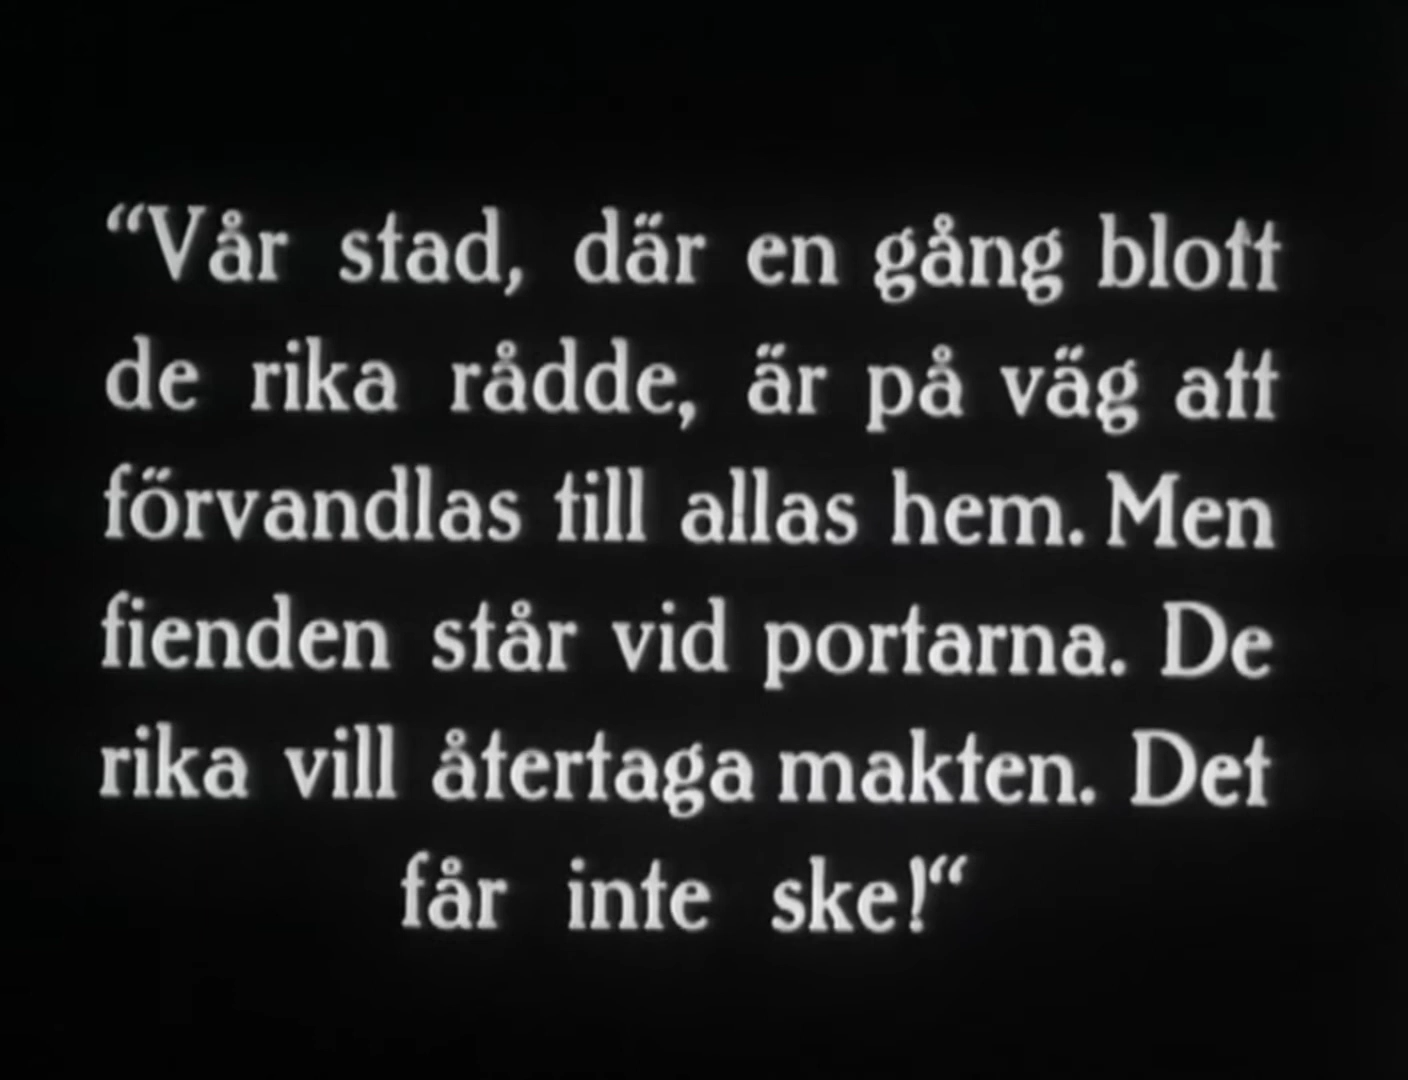 “Vår stad, där en gång blott
de rika rådde, är på väg att
förvandlas till allas hem. Men
fienden står vid portarna. De
rika vill återtaga makten. Det
får inte ske!“